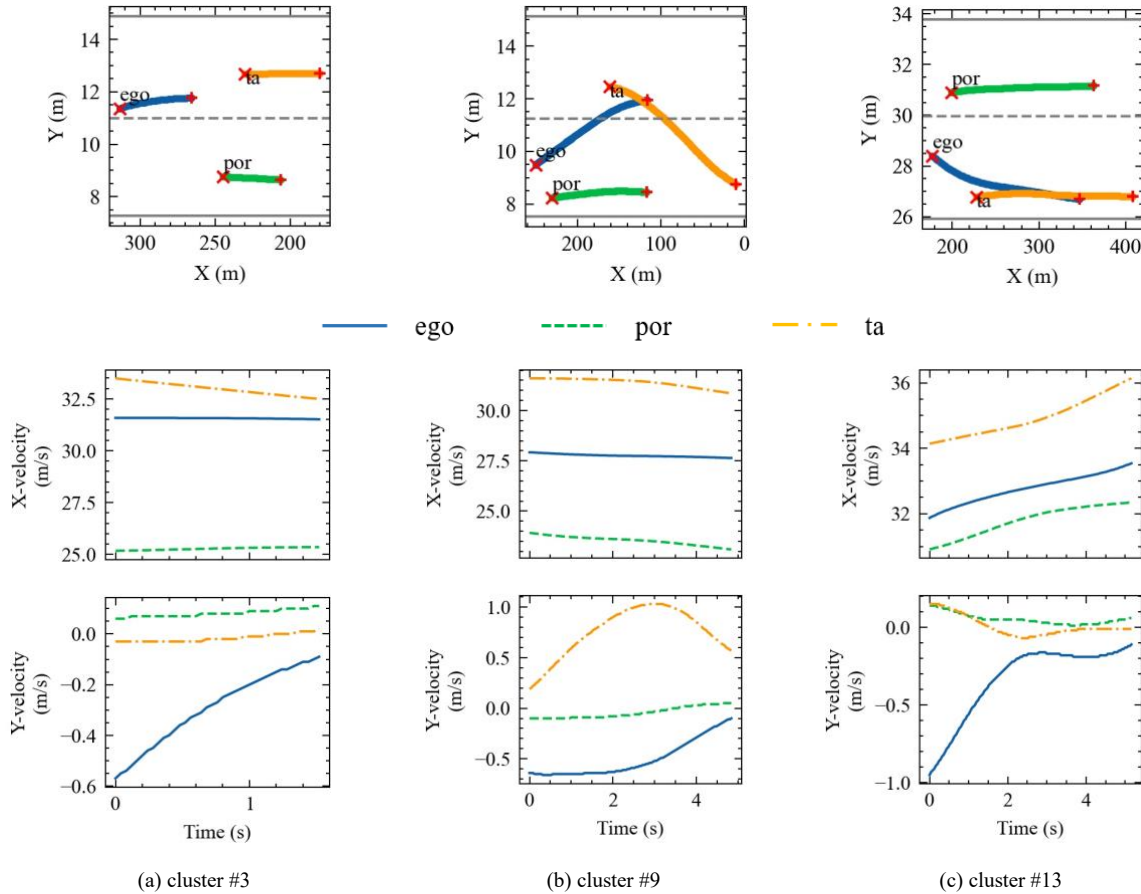 14
12
10
8
Y (m)
ego
ta
por
300
250
200
X (m)
14
12
10
8
Y (m)
ta
ego
por
200
100
0
X (m)
34
32
30
28
26
Y (m)
por
ego
ta
200
300
400
X (m)
ego
por
ta
32.5
30.0
27.5
25.0
X-velocity
(m/s)
30.0
27.5
25.0
X-velocity
(m/s)
36
34
32
X-velocity
(m/s)
0.0
−0.2
−0.4
−0.6
Y-velocity
(m/s)
0
1
Time (s)
1.0
0.5
0.0
−0.5
Y-velocity
(m/s)
0
2
4
Time (s)
0.0
−0.5
−1.0
Y-velocity
(m/s)
0
2
4
Time (s)
(a) cluster #3
(b) cluster #9
(c) cluster #13